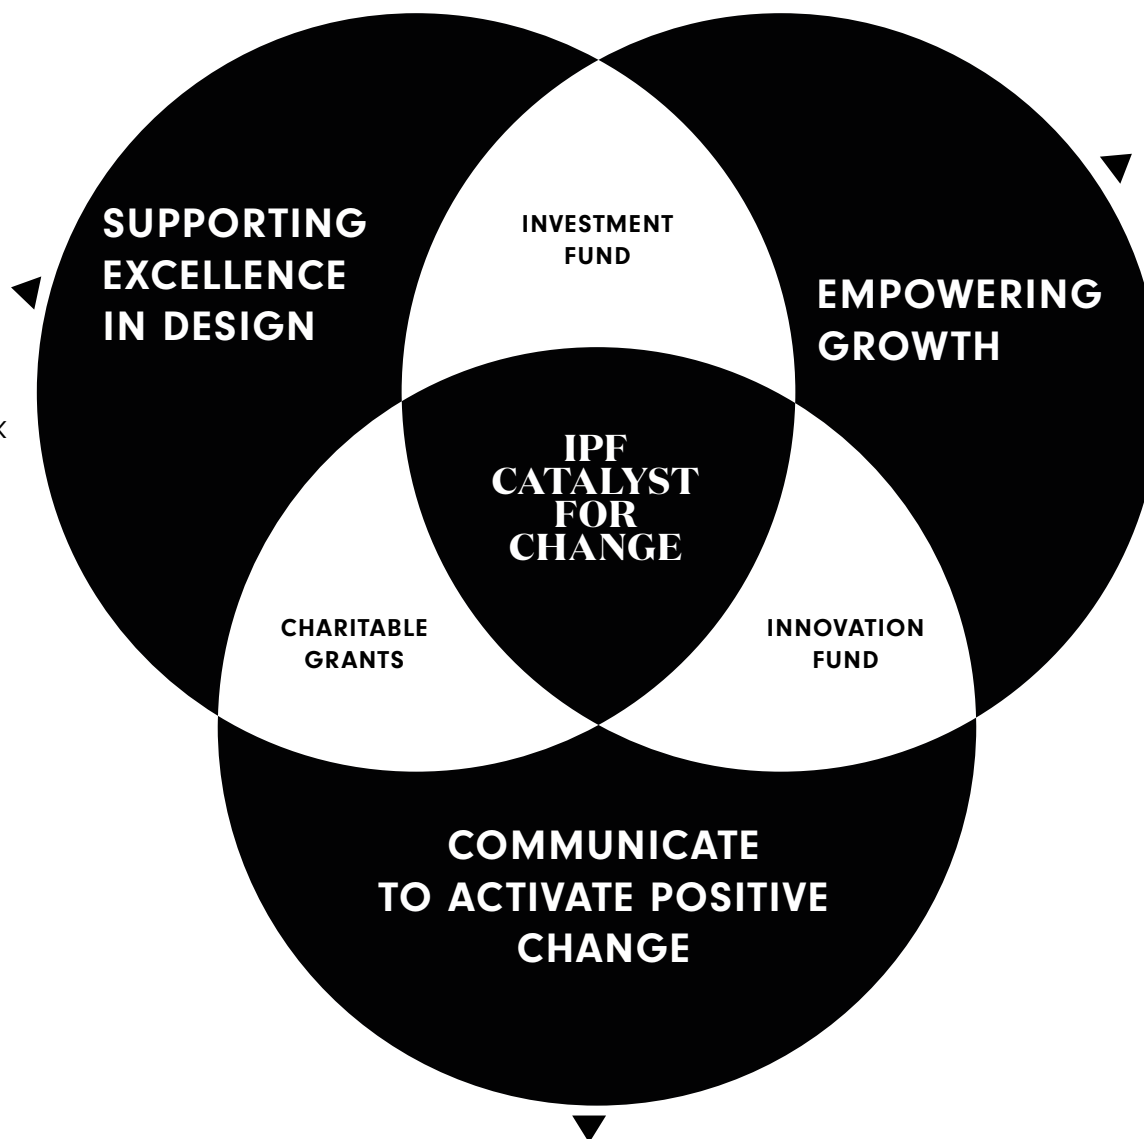 SUPPORTING
EXCELLENCE
IN DESIGN
INVESTMENT
FUND
EMPOWERING
GROWTH
IPF
CATALYST
FOR
CHANGE
CHARITABLE
GRANTS
INNOVATION
FUND
COMMUNICATE
TO ACTIVATE POSITIVE
CHANGE